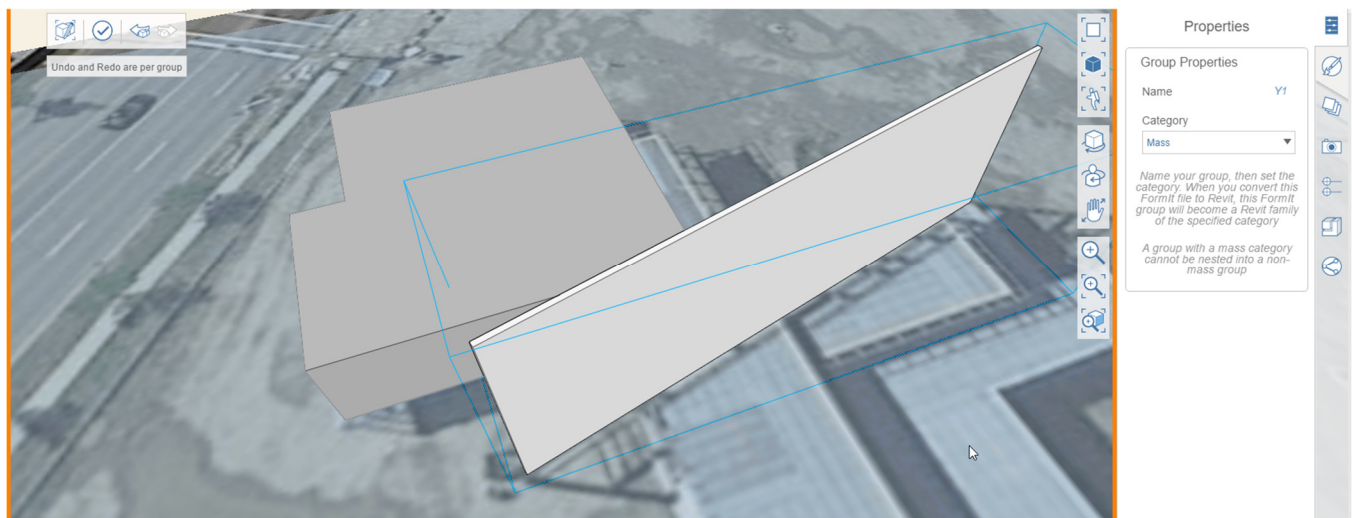 Undo and Redo are per group
Properties
Group Properties
Name Y1
Category
Mass
Name your group, then set the
category. When you convert this
FormIt file to Revit, this FormIt
group will become a Revit family
of the specified category
A group with a mass category
cannot be nested into a non-
mass group